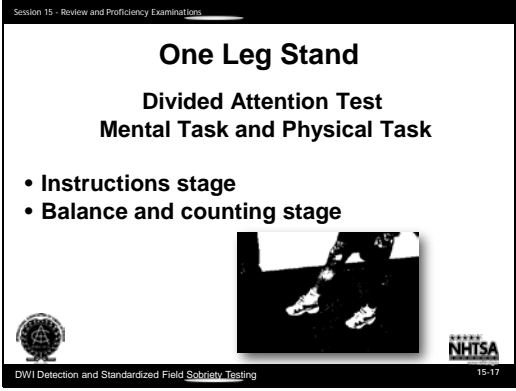 Session 15 - Review and Proficiency Examinations
One Leg Stand
Divided Attention Test
Mental Task and Physical Task
• Instructions stage
• Balance and counting stage
NHTSA
DWI Detection and Standardized Field Sobriety Testing
15-17